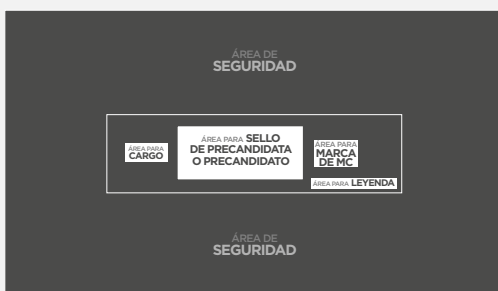 ÁREA DE
SEGURIDAD
ÁREA PARA
CARGO
ÁREA PARA SELLO
DE PRECANDIDATA
O PRECANDIDATO
ÁREA PARA
MARCA
DE MC
ÁREA PARA LEYENDA
ÁREA DE
SEGURIDAD